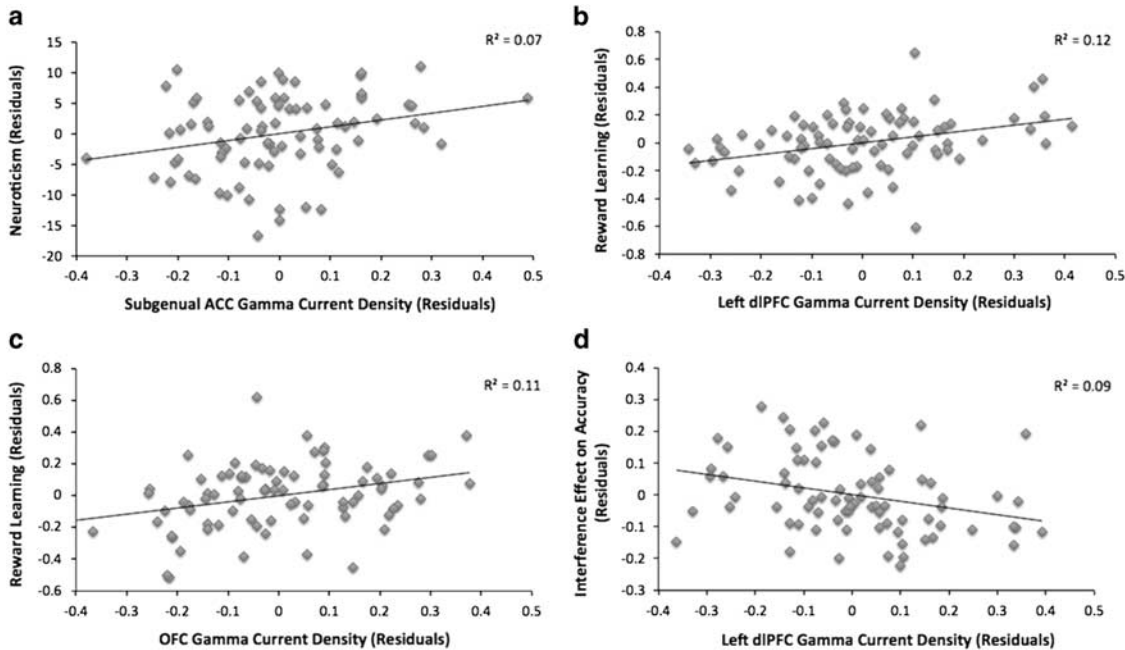 a
R² = 0.07
Neuroticism (Residuals)
15
10
5
0
-5
-10
-15
-20
-0.4 -0.3 -0.2 -0.1 0 0.1 0.2 0.3 0.4 0.5
Subgenual ACC Gamma Current Density (Residuals)
b
R² = 0.12
Reward Learning (Residuals)
0.8
0.6
0.4
0.2
0
-0.2
-0.4
-0.6
-0.8
-0.4 -0.3 -0.2 -0.1 0 0.1 0.2 0.3 0.4 0.5
Left dlPFC Gamma Current Density (Residuals)
c
R² = 0.11
Reward Learning (Residuals)
0.8
0.6
0.4
0.2
0
-0.2
-0.4
-0.6
-0.4 -0.3 -0.2 -0.1 0 0.1 0.2 0.3 0.4 0.5
OFC Gamma Current Density (Residuals)
d
R² = 0.09
Interference Effect on Accuracy
(Residuals)
0.4
0.3
0.2
0.1
0
-0.1
-0.2
-0.3
-0.4 -0.3 -0.2 -0.1 0 0.1 0.2 0.3 0.4 0.5
Left dlPFC Gamma Current Density (Residuals)